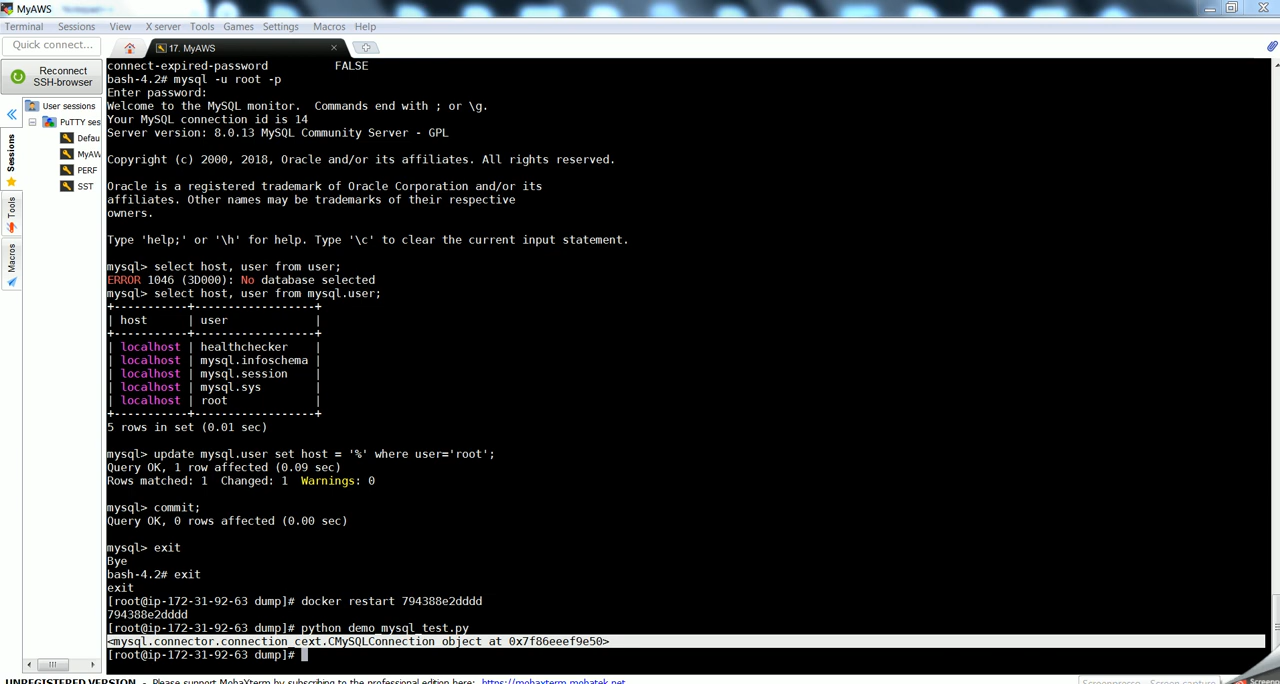 MyAWS
Terminal Sessions View X server Tools Games Settings Macros Help
Quick connect... 17. MyAWS
Reconnect SSH-browser
User sessions
PuTTY ses
Defau
MyAW
PERF
SST
Sessions
Tools
Macros
connect-expired-password FALSE
bash-4.2# mysql -u root -p
Enter password:
Welcome to the MySQL monitor. Commands end with ; or \g.
Your MySQL connection id is 14
Server version: 8.0.13 MySQL Community Server - GPL
Copyright (c) 2000, 2018, Oracle and/or its affiliates. All rights reserved.
Oracle is a registered trademark of Oracle Corporation and/or its
affiliates. Other names may be trademarks of their respective
owners.
Type 'help;' or '\h' for help. Type '\c' to clear the current input statement.
mysql> select host, user from user;
ERROR 1046 (3D000): No database selected
mysql> select host, user from mysql.user;
+-----------+------------------+
| host | user |
+-----------+------------------+
| localhost | healthchecker |
| localhost | mysql.infoschema |
| localhost | mysql.session |
| localhost | mysql.sys |
| localhost | root |
+-----------+------------------+
5 rows in set (0.01 sec)
mysql> update mysql.user set host = '%' where user='root';
Query OK, 1 row affected (0.09 sec)
Rows matched: 1 Changed: 1 Warnings: 0
mysql> commit;
Query OK, 0 rows affected (0.00 sec)
mysql> exit
Bye
bash-4.2# exit
exit
[root@ip-172-31-92-63 dump]# docker restart 794388e2dddd
794388e2dddd
[root@ip-172-31-92-63 dump]# python demo_mysql_test.py
<mysql.connector.connection_cext.CMySQLConnection object at 0x7f86eeef9e50>
[root@ip-172-31-92-63 dump]#
UNREGISTERED VERSION - Please support MobaXterm by subscribing to the professional edition here: https://mobaxterm.mobatek.net